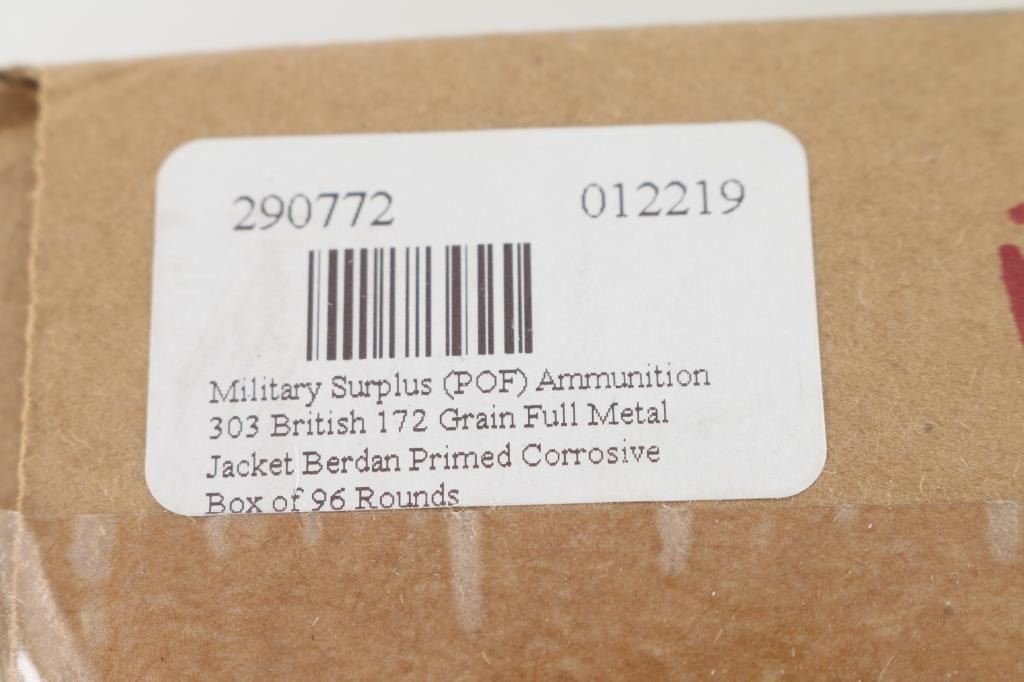 290772 012219
Military Surplus (POF) Ammunition
303 British 172 Grain Full Metal
Jacket Berdan Primed Corrosive
Box of 96 Rounds